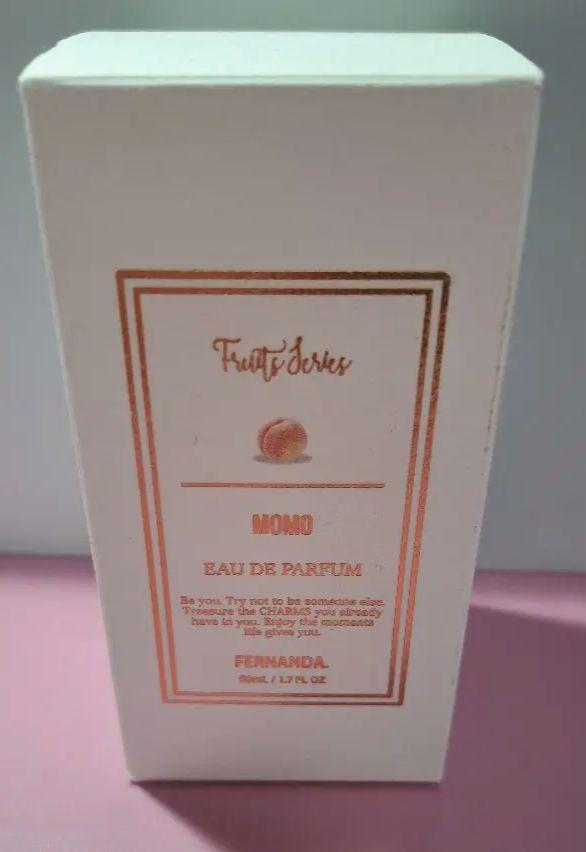 Fruits Series
MOMO
EAU DE PARFUM
Be you. Try not to be someone else.
Treasure the CHARMS you already
have in you. Enjoy the moments
life gives you.
FERNANDA.
50mL / 1.7 FL OZ